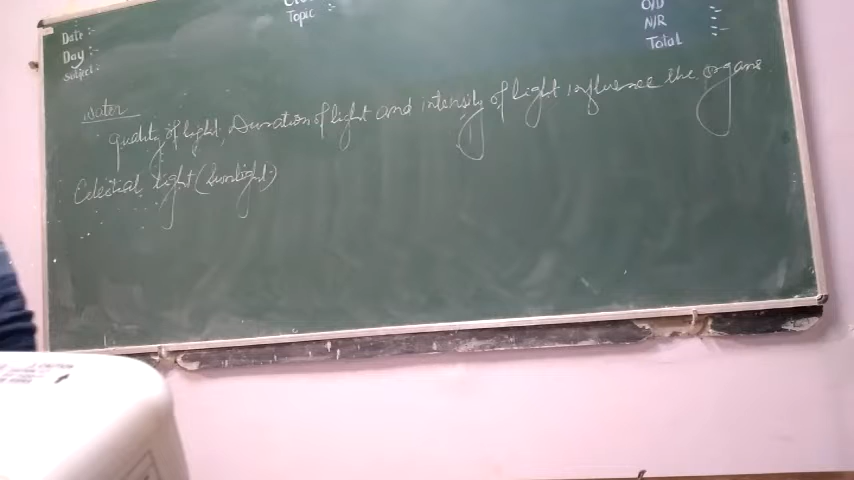 Date :-
Day :-
Subject :-
Topic :-
O/D :-
N/R :-
Total :-
water
quality of light, Duration of light and intensity of light influence the organs
Celestial light (Sunlight)